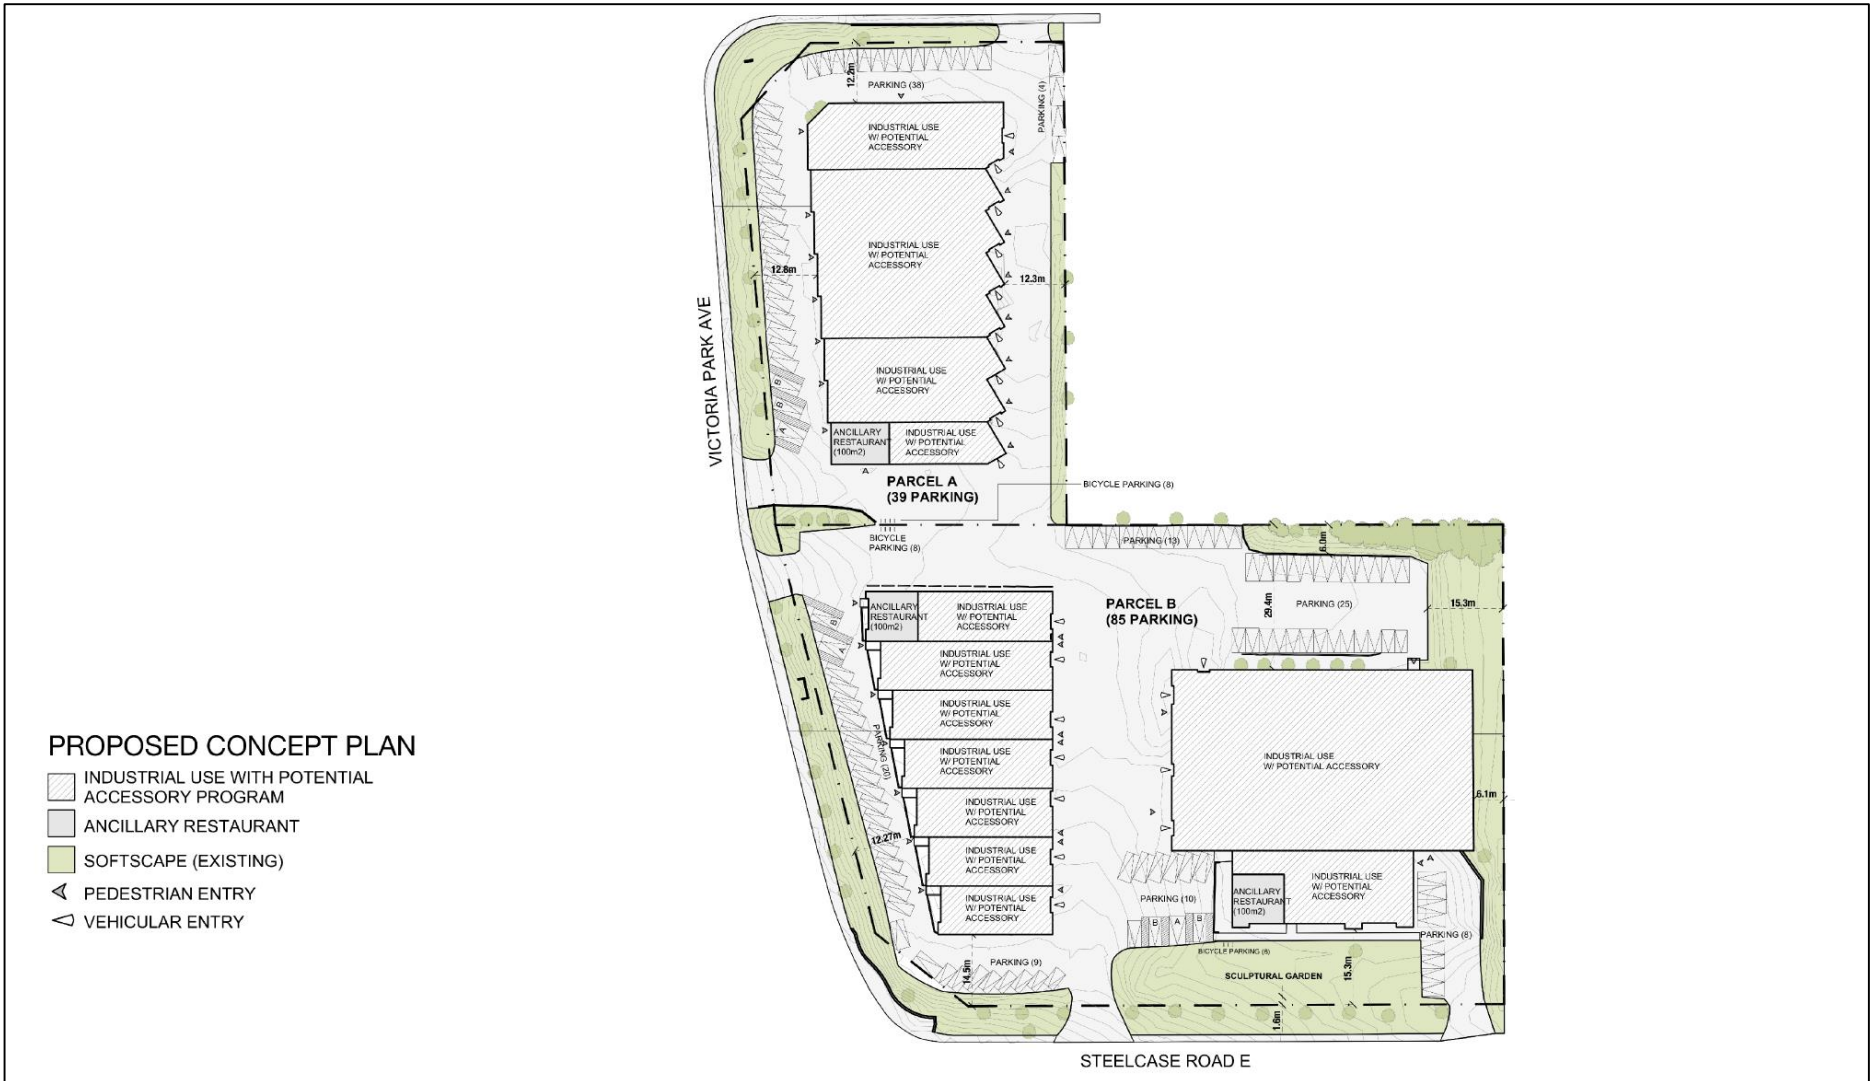 12.2m
PARKING (38)
PARKING (4)
INDUSTRIAL USE
W/ POTENTIAL
ACCESSORY
INDUSTRIAL USE
W/ POTENTIAL
ACCESSORY
12.8m
12.3m
VICTORIA PARK AVE
INDUSTRIAL USE
W/ POTENTIAL
ACCESSORY
B
B
A
ANCILLARY
RESTAURANT
(100m2)
INDUSTRIAL USE
W/ POTENTIAL
ACCESSORY
PARCEL A
(39 PARKING)
BICYCLE PARKING (8)
BICYCLE
PARKING (8)
PARKING (13)
6.0m
PARCEL B
(85 PARKING)
29.4m
PARKING (25)
15.3m
B
A
ANCILLARY
RESTAURANT
(100m2)
INDUSTRIAL USE
W/ POTENTIAL
ACCESSORY
INDUSTRIAL USE
W/ POTENTIAL
ACCESSORY
INDUSTRIAL USE
W/ POTENTIAL
ACCESSORY
PARKING (20)
INDUSTRIAL USE
W/ POTENTIAL
ACCESSORY
INDUSTRIAL USE
W/ POTENTIAL
ACCESSORY
12.27m
INDUSTRIAL USE
W/ POTENTIAL
ACCESSORY
INDUSTRIAL USE
W/ POTENTIAL
ACCESSORY
INDUSTRIAL USE
W/ POTENTIAL ACCESSORY
6.1m
INDUSTRIAL USE
W/ POTENTIAL
ACCESSORY
ANCILLARY
RESTAURANT
(100m2)
PARKING (10)
B
A
B
PARKING (8)
BICYCLE PARKING (8)
PARKING (9)
14.5m
SCULPTURAL GARDEN
15.3m
1.6m
STEELCASE ROAD E
PROPOSED CONCEPT PLAN
INDUSTRIAL USE WITH POTENTIAL
ACCESSORY PROGRAM
ANCILLARY RESTAURANT
SOFTSCAPE (EXISTING)
PEDESTRIAN ENTRY
VEHICULAR ENTRY